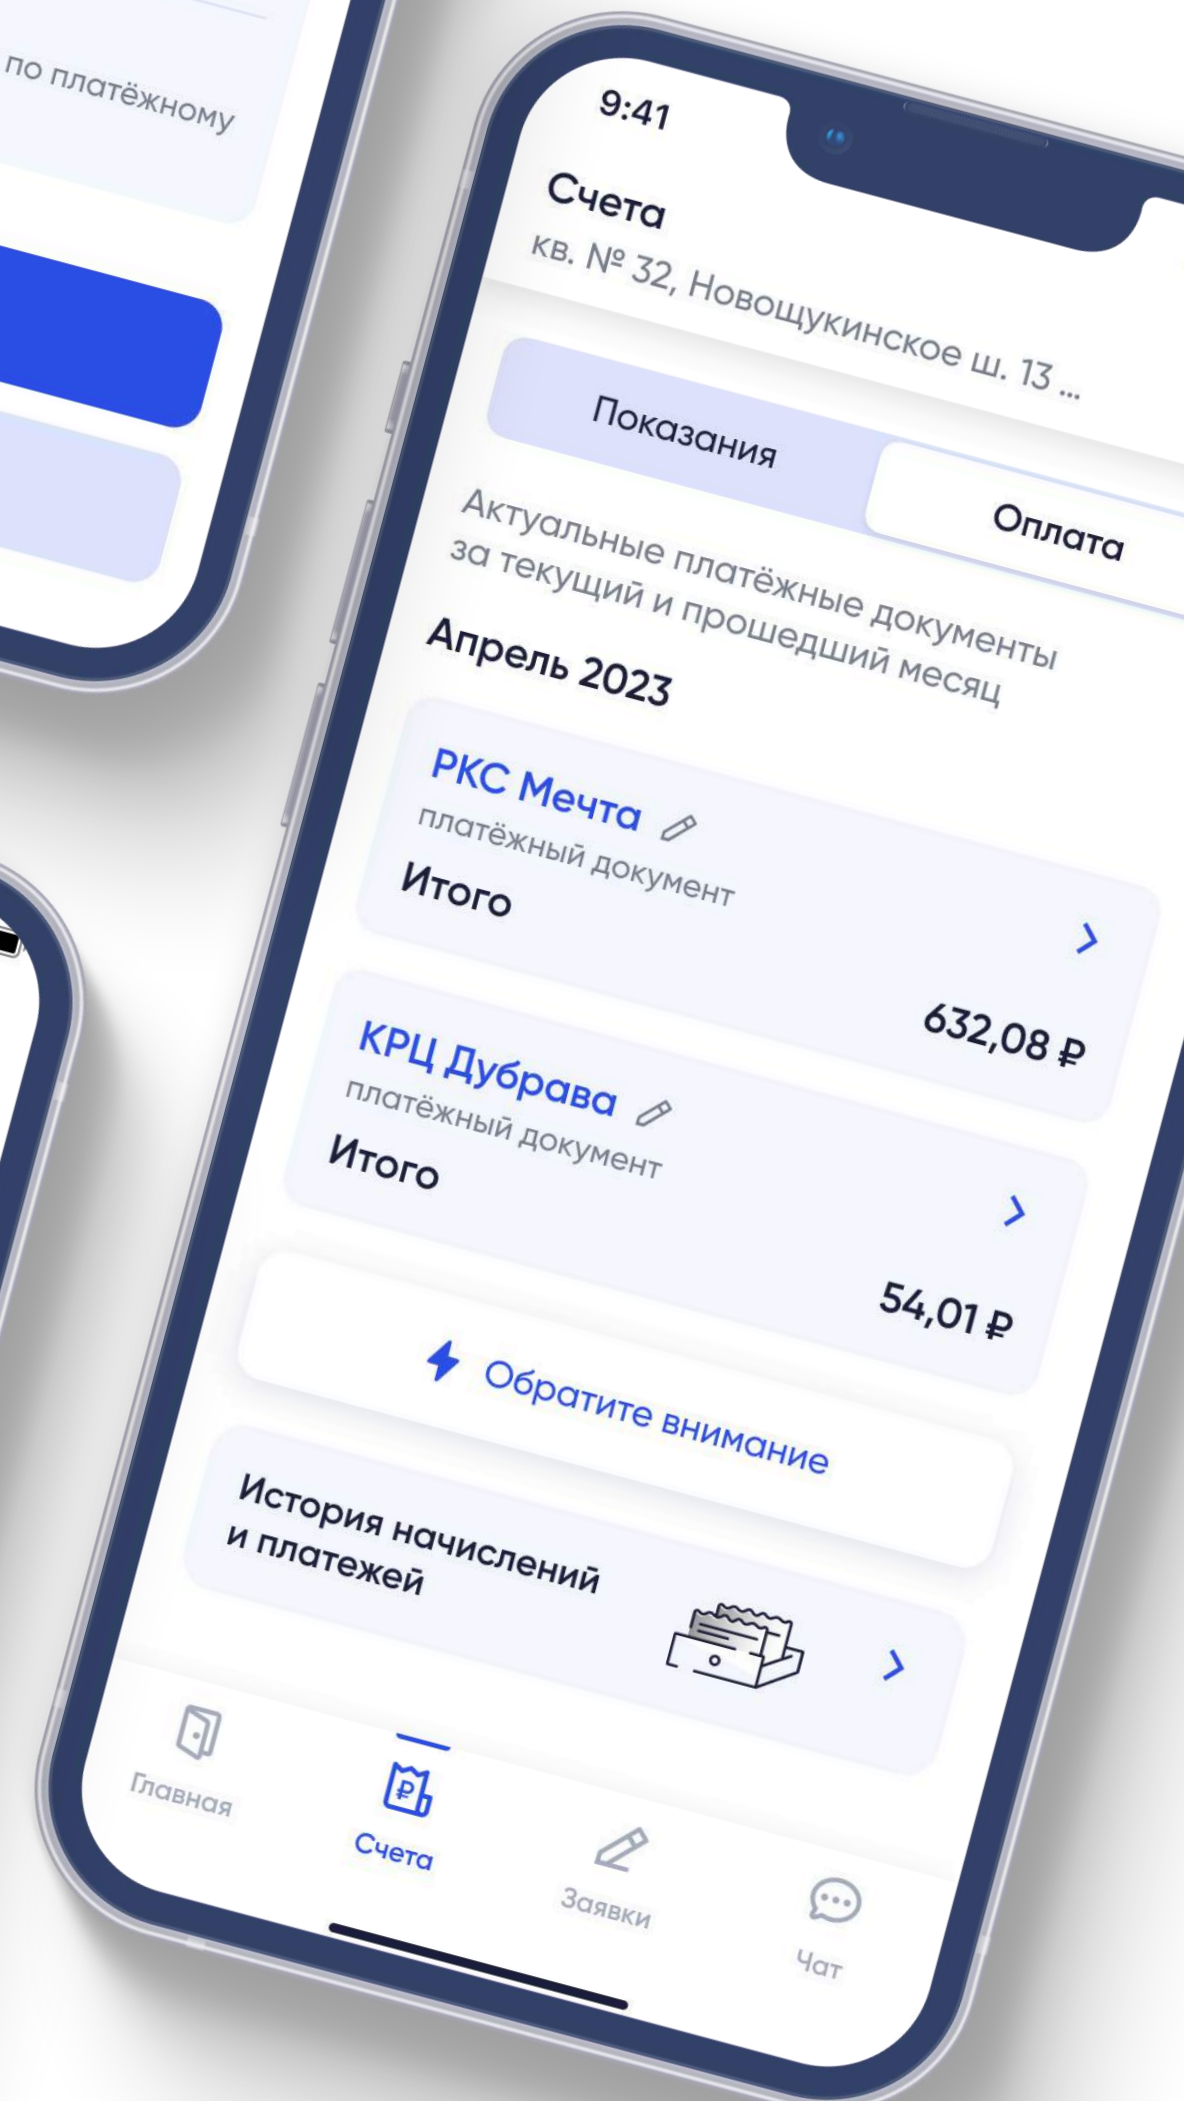 по платёжному
9:41
Счета
кв. № 32, Новощукинское ш. 13 ...
Показания
Оплата
Актуальные платёжные документы
за текущий и прошедший месяц
Апрель 2023
РКС Мечта
платёжный документ
Итого
632,08 ₽
КРЦ Дубрава
платёжный документ
Итого
54,01 ₽
Обратите внимание
История начислений
и платежей
Главная
Счета
Заявки
Чат